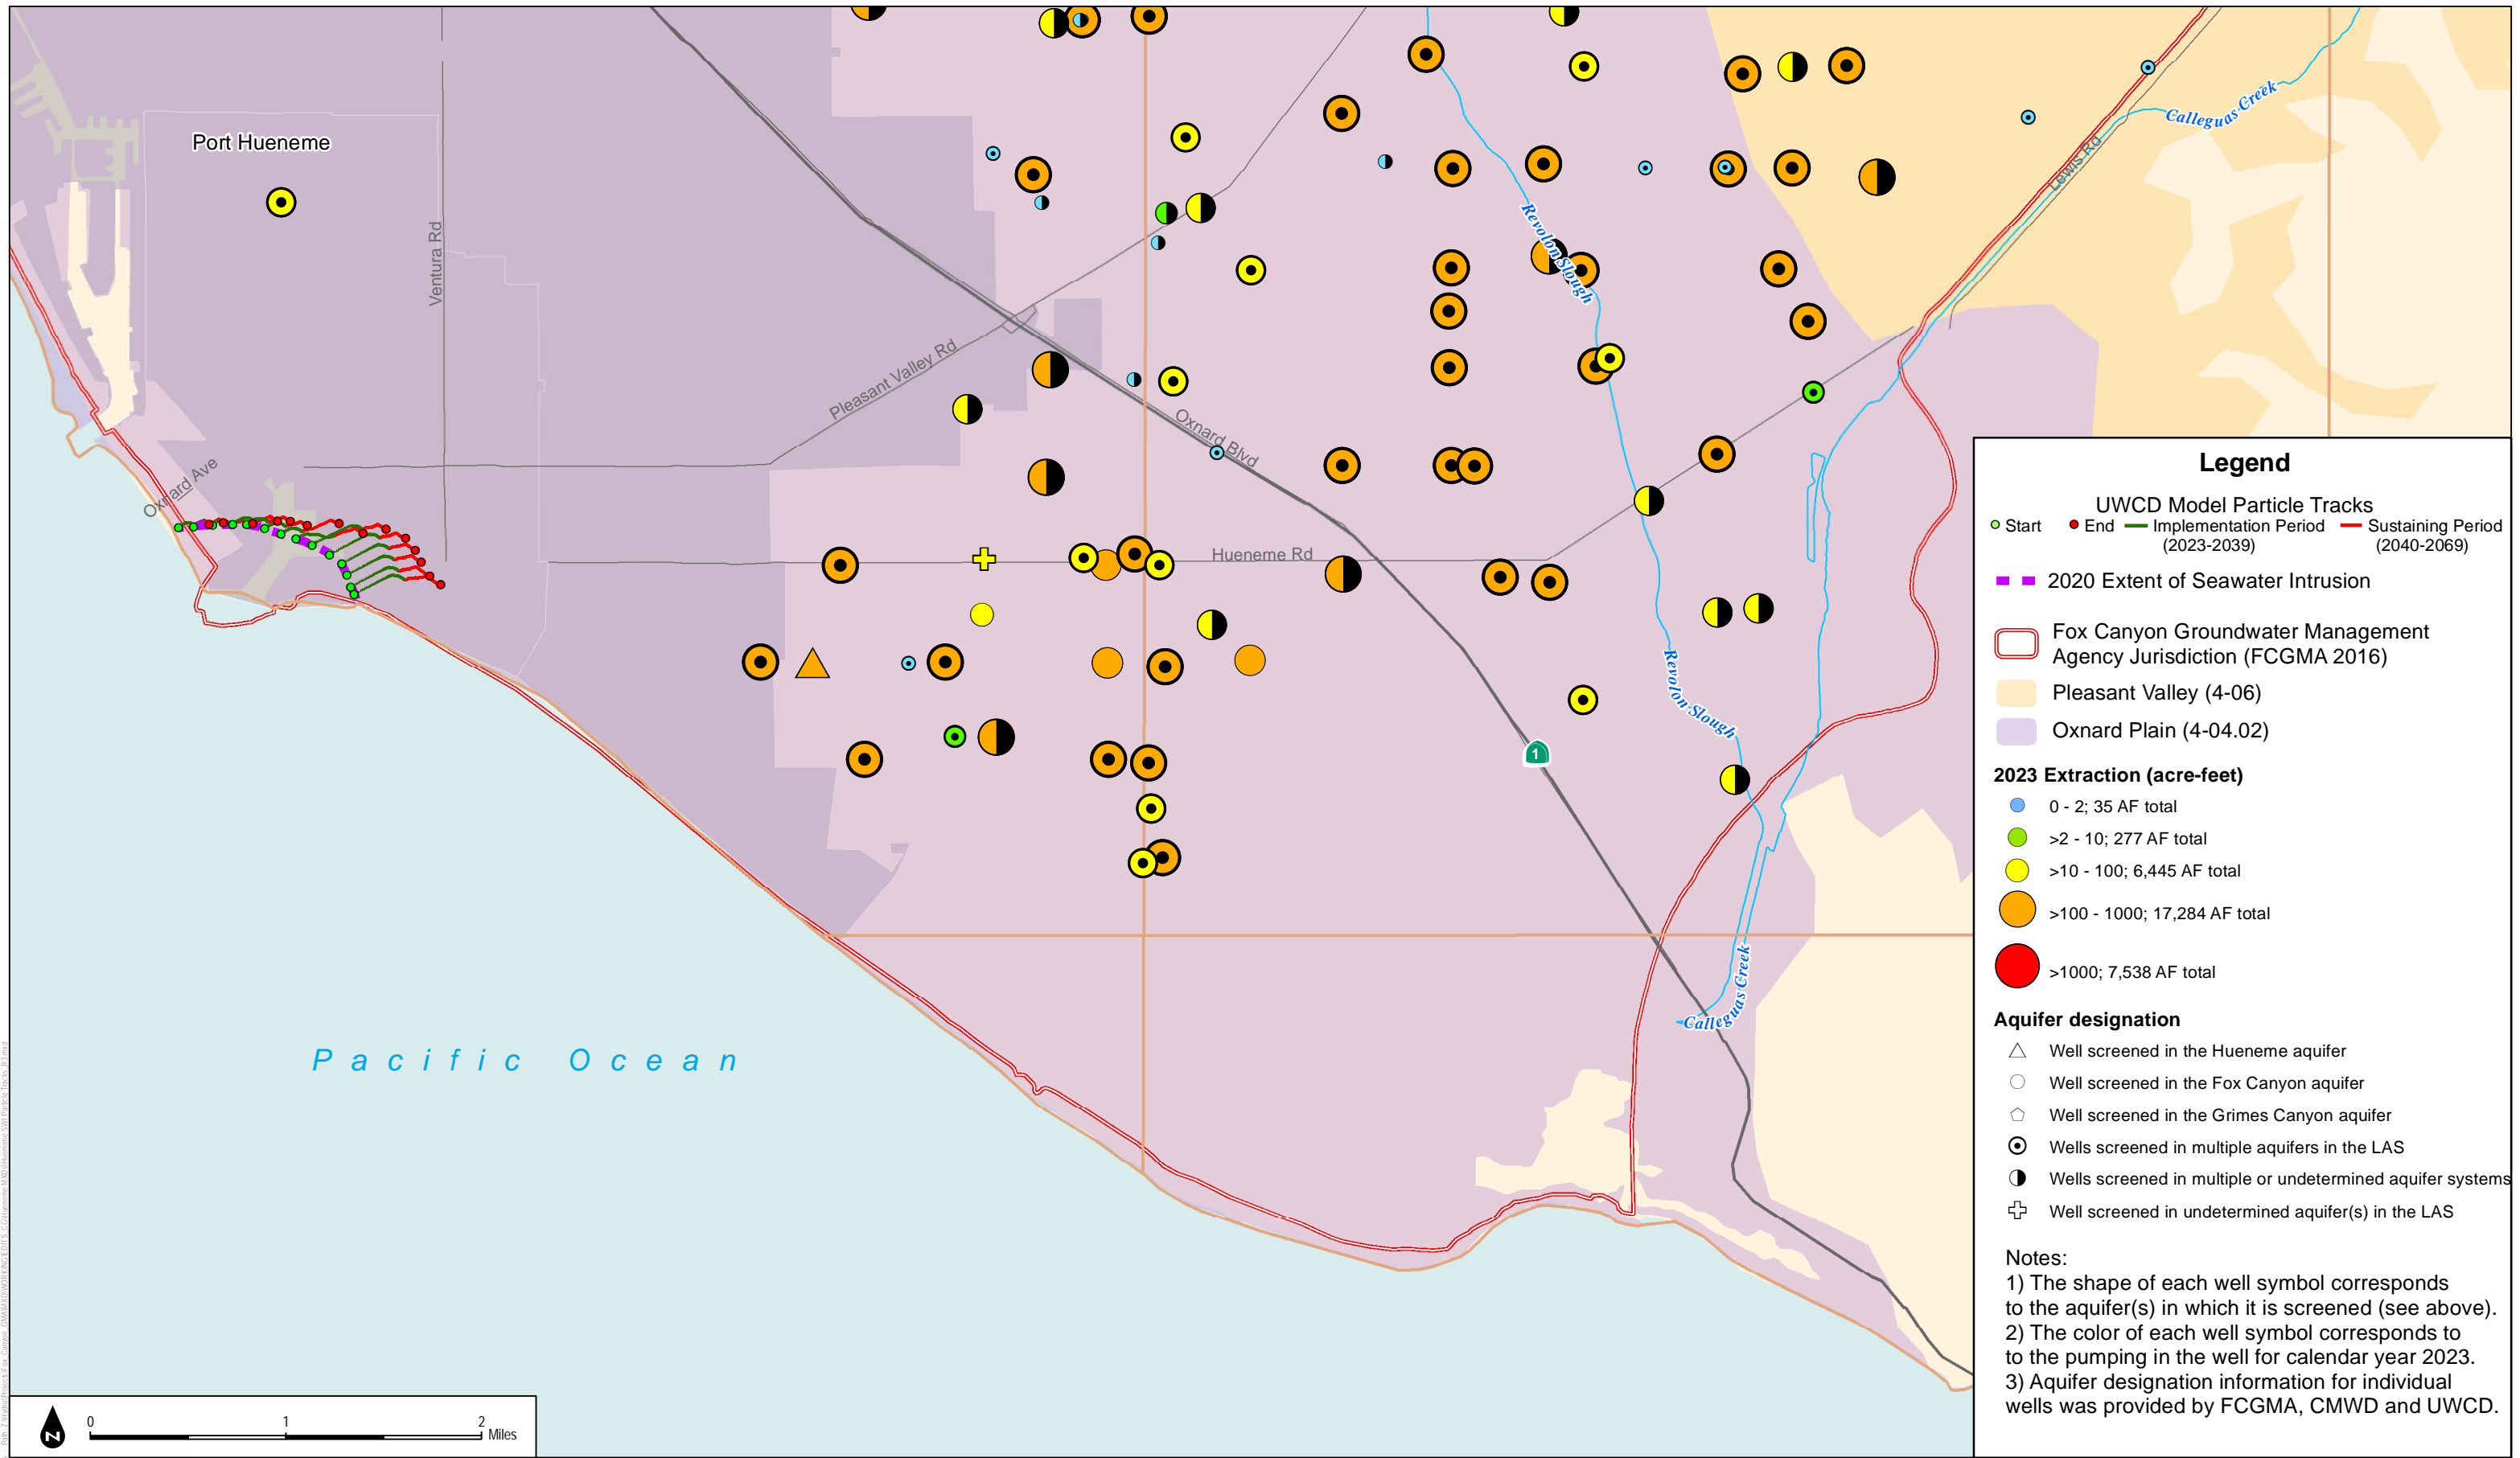 Port Hueneme
Ventura Rd
Oxnard Ave
Pleasant Valley Rd
Oxnard Blvd
Hueneme Rd
Revolon Slough
Revolon Slough
Lewis Rd
Calleguas Creek
Calleguas Creek
1
Pacific Ocean
N
0 1 2
Miles
Legend
UWCD Model Particle Tracks
Start End Implementation Period Sustaining Period
(2023-2039) (2040-2069)
2020 Extent of Seawater Intrusion
Fox Canyon Groundwater Management
Agency Jurisdiction (FCGMA 2016)
Pleasant Valley (4-06)
Oxnard Plain (4-04.02)
2023 Extraction (acre-feet)
0 - 2; 35 AF total
>2 - 10; 277 AF total
>10 - 100; 6,445 AF total
>100 - 1000; 17,284 AF total
>1000; 7,538 AF total
Aquifer designation
Well screened in the Hueneme aquifer
Well screened in the Fox Canyon aquifer
Well screened in the Grimes Canyon aquifer
Wells screened in multiple aquifers in the LAS
Wells screened in multiple or undetermined aquifer systems
Well screened in undetermined aquifer(s) in the LAS
Notes:
1) The shape of each well symbol corresponds
to the aquifer(s) in which it is screened (see above).
2) The color of each well symbol corresponds to
to the pumping in the well for calendar year 2023.
3) Aquifer designation information for individual
wells was provided by FCGMA, CMWD and UWCD.